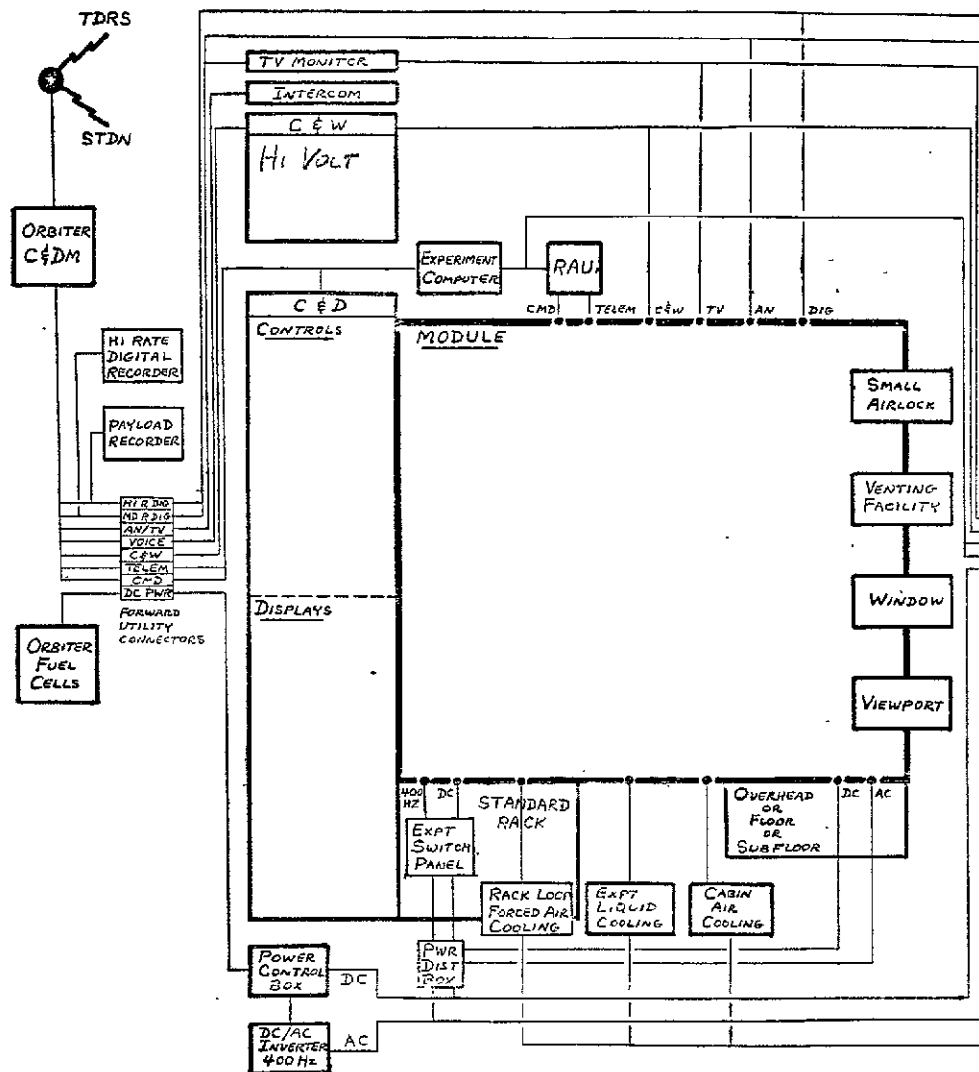 TDRS
STDN
TV MONITOR
INTERCOM
C & W
HI VOLT
ORBITER
C&DM
EXPERIMENT
COMPUTER
RAU
C & D
CONTROLS
CMD
TELEM
C&W
TV
AN
DIG
MODULE
HI RATE
DIGITAL
RECORDER
PAYLOAD
RECORDER
SMALL
AIRLOCK
VENTING
FACILITY
WINDOW
VIEWPORT
HI R DIG
MD R DIG
AN/TV
VOICE
C&W
TELEM
CMD
DC PWR
FORWARD
UTILITY
CONNECTORS
ORBITER
FUEL
CELLS
DISPLAYS
400
HZ
DC
STANDARD
RACK
EXPT
SWITCH
PANEL
OVERHEAD
OR
FLOOR
OR
SUBFLOOR
DC
AC
RACK LOCN
FORCED AIR
COOLING
EXPT
LIQUID
COOLING
CABIN
AIR
COOLING
POWER
CONTROL
BOX
DC
PWR
DIST
BOX
DC/AC
INVERTER
400 HZ
AC